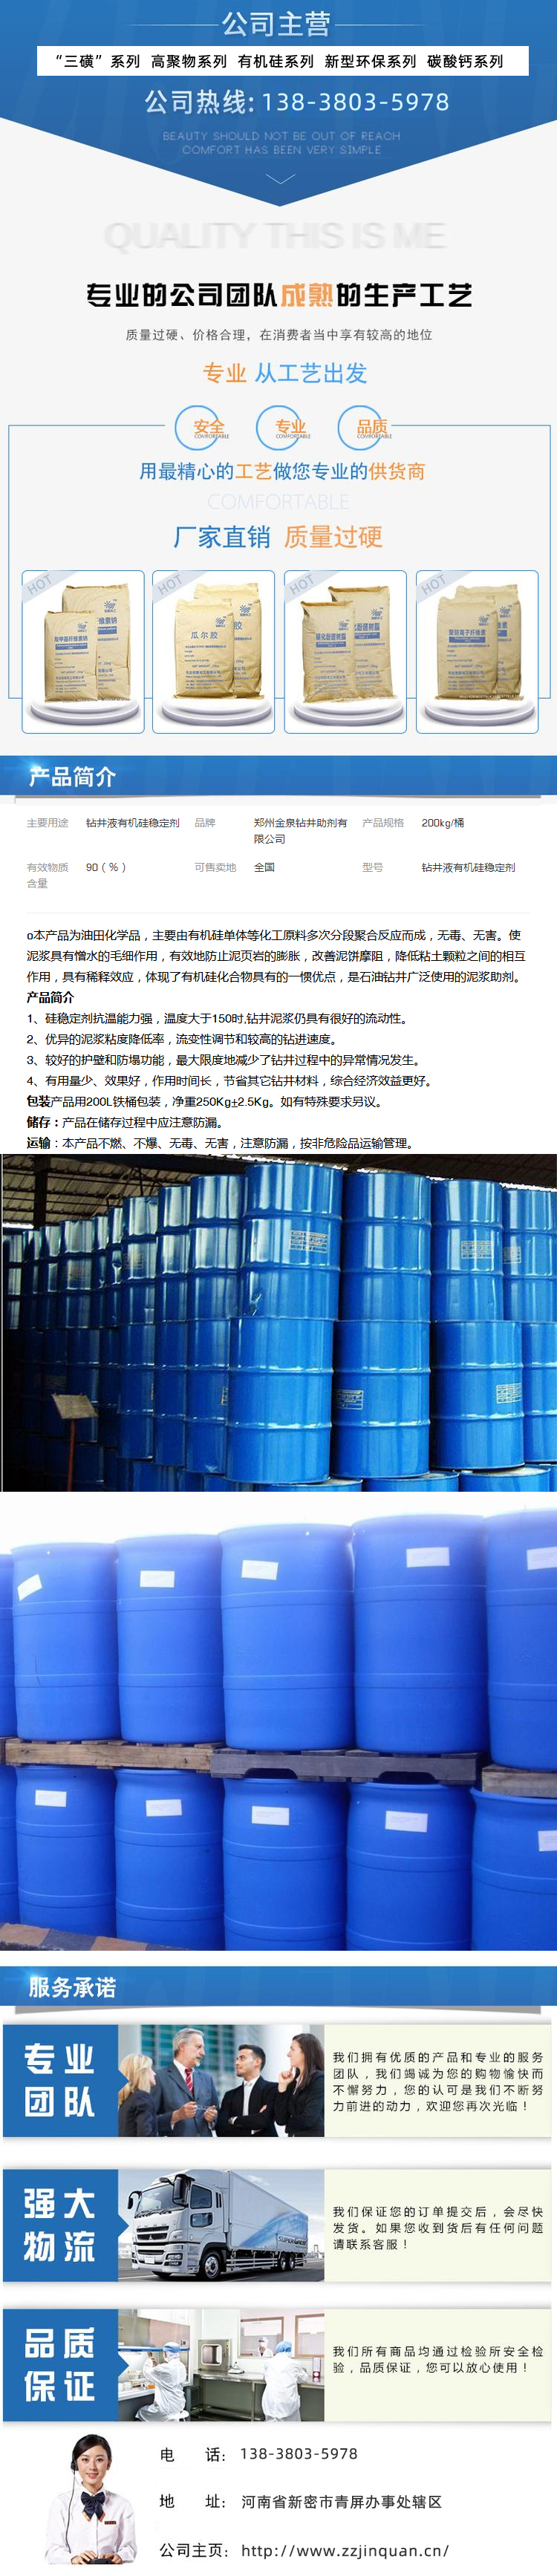 公司主营
“三磺”系列 高聚物系列 有机硅系列 新型环保系列 碳酸钙系列
公司热线: 138-3803-5978
BEAUTY SHOULD NOT BE OUT OF REACH
COMFORT HAS BEEN VERY SIMPLE
QUALITY THIS IS ME
专业的公司团队成熟的生产工艺
质量过硬、价格合理，在消费者当中享有较高的地位
专业 从工艺出发
安全 专业 品质
COMFORTABLE COMFORTABLE COMFORTABLE
用最精心的工艺做您专业的供货商
COMFORTABLE
厂家直销 质量过硬
HOT HOT HOT HOT
瓜尔胶
产品简介
主要用途 钻井液有机硅稳定剂 品牌 郑州金泉钻井助剂有限公司 产品规格 200kg/桶
有效物质含量 90（%） 可售卖地 全国 型号 钻井液有机硅稳定剂
o本产品为油田化学品，主要由有机硅单体等化工原料多次分段聚合反应而成，无毒、无害。使
泥浆具有憎水的毛细作用，有效地防止泥页岩的膨胀，改善泥饼摩阻，降低粘土颗粒之间的相互
作用，具有稀释效应，体现了有机硅化合物具有的一惯优点，是石油钻井广泛使用的泥浆助剂。
产品简介
1、硅稳定剂抗温能力强，温度大于150时,钻井泥浆仍具有很好的流动性。
2、优异的泥浆粘度降低率，流变性调节和较高的钻进速度。
3、较好的护壁和防塌功能，最大限度地减少了钻井过程中的异常情况发生。
4、有用量少、效果好，作用时间长，节省其它钻井材料，综合经济效益更好。
包装产品用200L铁桶包装，净重250Kg±2.5Kg。如有特殊要求另议。
储存：产品在储存过程中应注意防漏。
运输：本产品不燃、不爆、无毒、无害，注意防漏，按非危险品运输管理。
服务承诺
专业
团队
我们拥有优质的产品和专业的服务
团队，我们竭诚为您的购物愉快而
不懈努力，您的认可是我们不断努
力前进的动力，欢迎您再次光临！
强大
物流
我们保证您的订单提交后，会尽快
发货。如果您收到货后有任何问题
请联系客服！
品质
保证
我们所有商品均通过检验所安全检
验，品质保证，您可以放心使用！
电 话: 138-3803-5978
地 址: 河南省新密市青屏办事处辖区
公司主页: http://www.zzjinquan.cn/